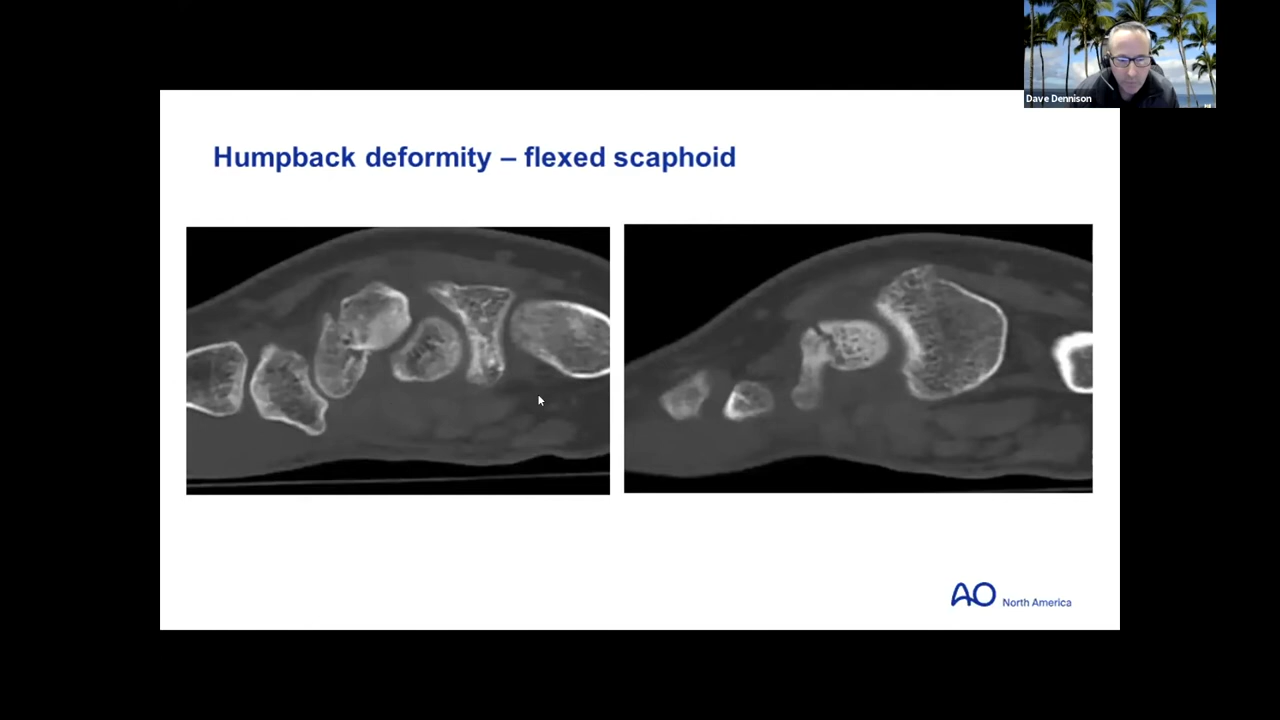 Dave Dennison
Humpback deformity – flexed scaphoid
AO North America